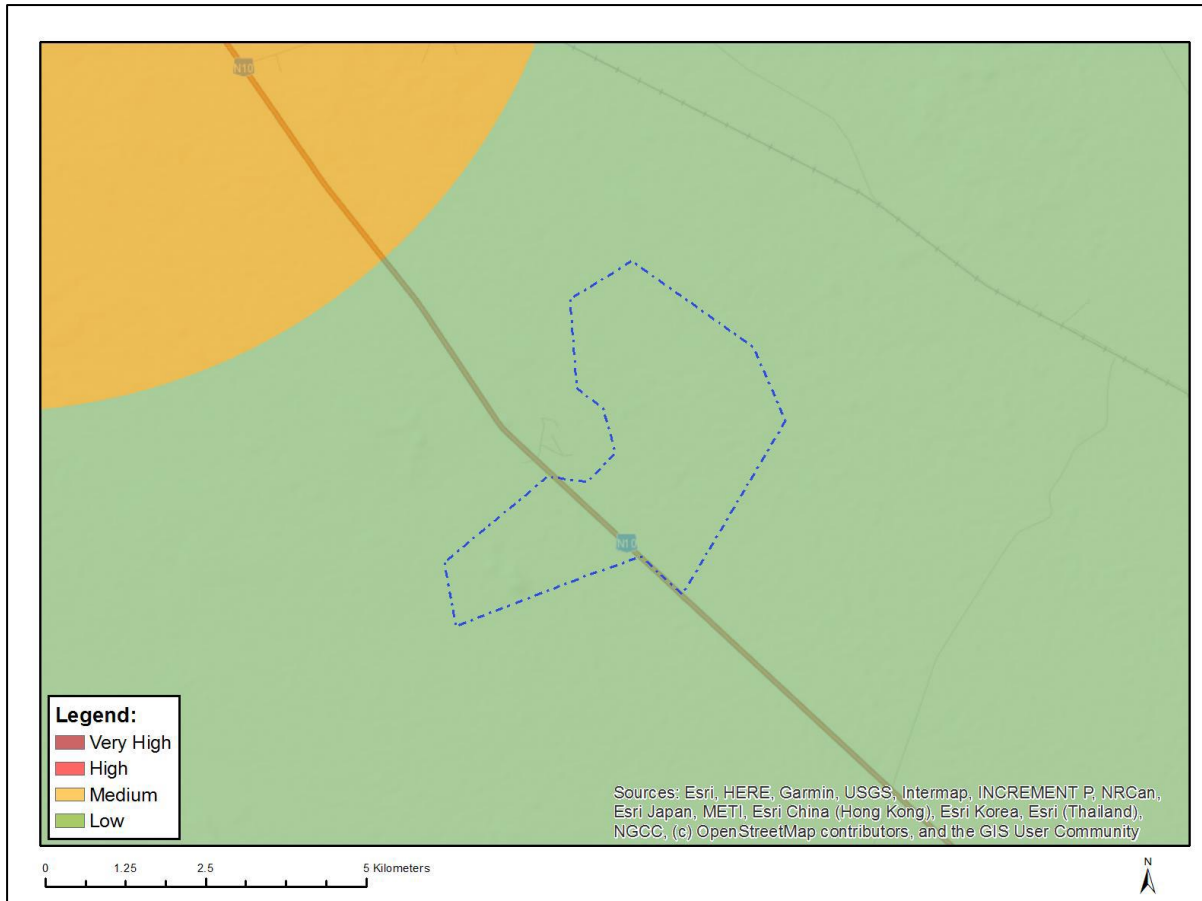 N10
N10
Legend:
Very High
High
Medium
Low
Sources: Esri, HERE, Garmin, USGS, Intermap, INCREMENT P, NRCan,
Esri Japan, METI, Esri China (Hong Kong), Esri Korea, Esri (Thailand),
NGCC, (c) OpenStreetMap contributors, and the GIS User Community
0 1.25 2.5 5 Kilometers
N